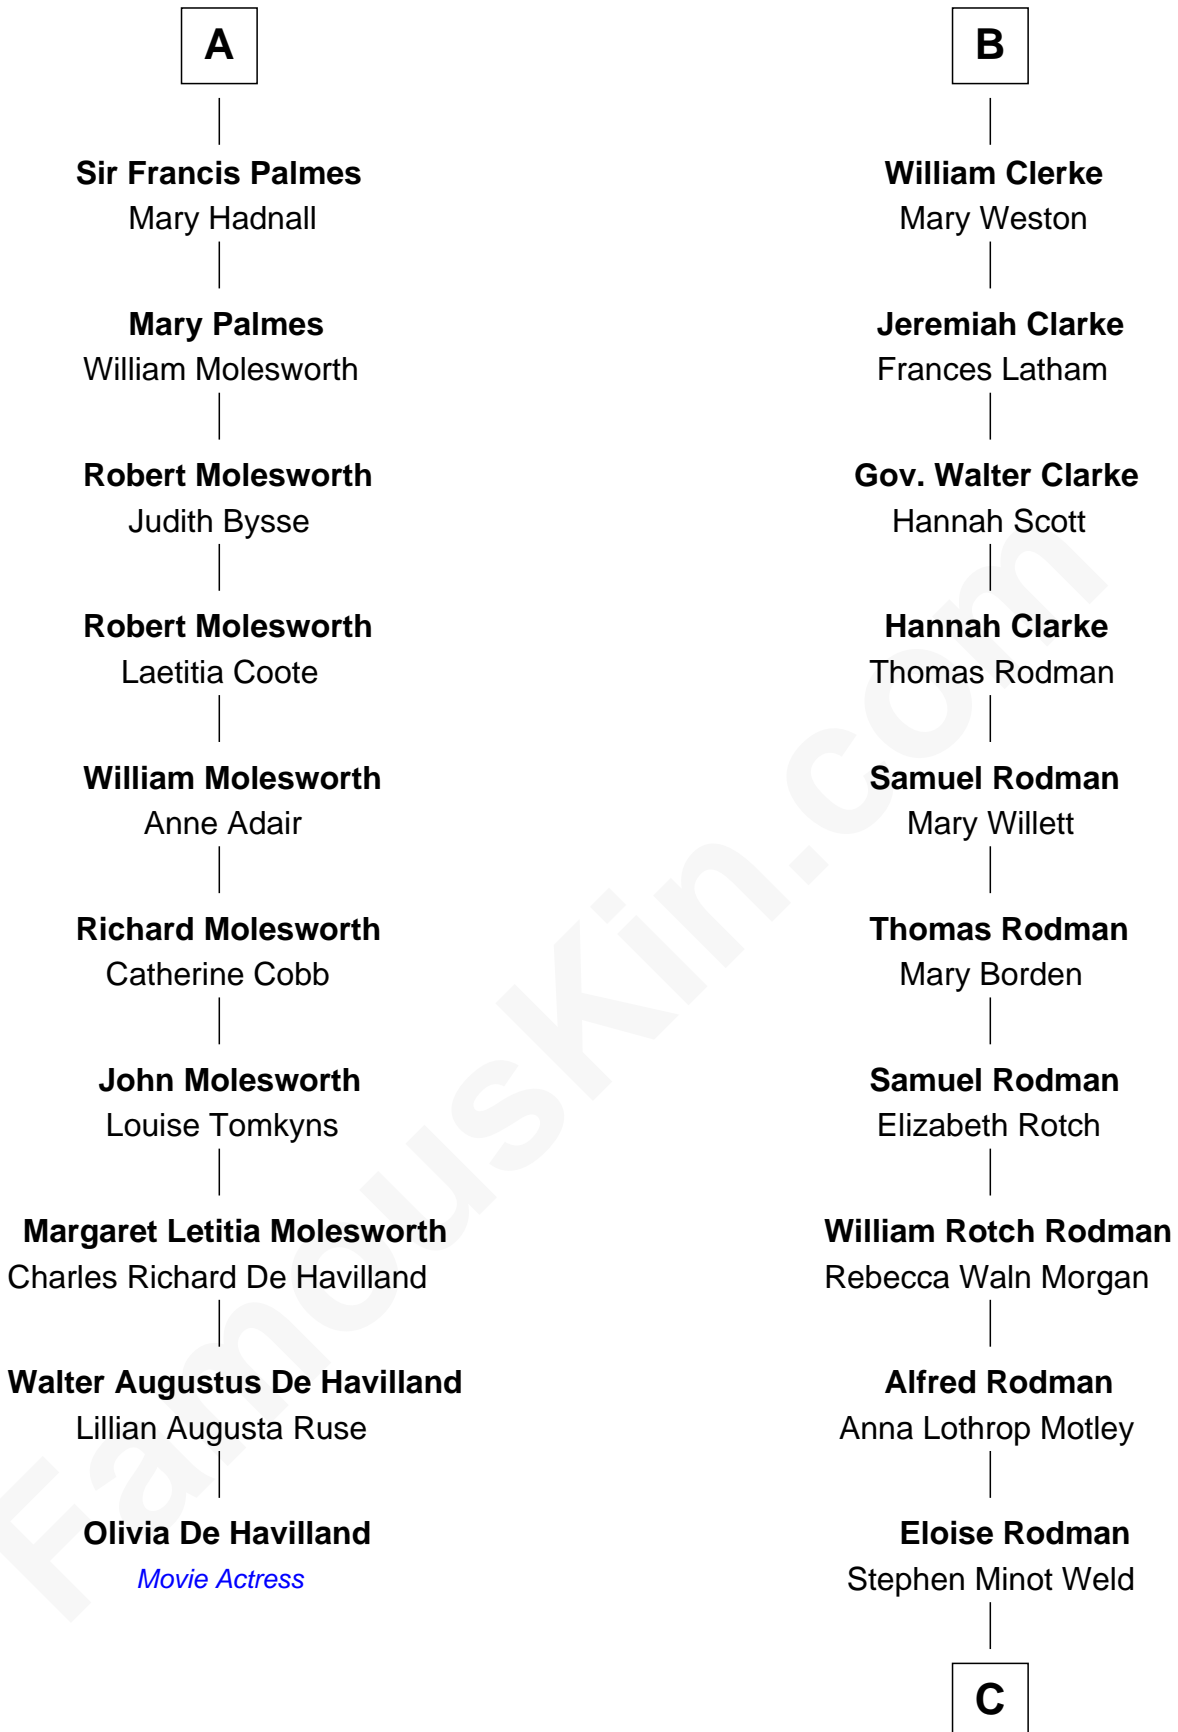 A
Sir Francis Palmes
Mary Hadnall
Mary Palmes
William Molesworth
Robert Molesworth
Judith Bysse
Robert Molesworth
Laetitia Coote
William Molesworth
Anne Adair
Richard Molesworth
Catherine Cobb
John Molesworth
Louise Tomkyns
Margaret Letitia Molesworth
Charles Richard De Havilland
Walter Augustus De Havilland
Lillian Augusta Ruse
Olivia De Havilland
Movie Actress
B
William Clerke
Mary Weston
Jeremiah Clarke
Frances Latham
Gov. Walter Clarke
Hannah Scott
Hannah Clarke
Thomas Rodman
Samuel Rodman
Mary Willett
Thomas Rodman
Mary Borden
Samuel Rodman
Elizabeth Rotch
William Rotch Rodman
Rebecca Waln Morgan
Alfred Rodman
Anna Lothrop Motley
Eloise Rodman
Stephen Minot Weld
C
FamousKin.com